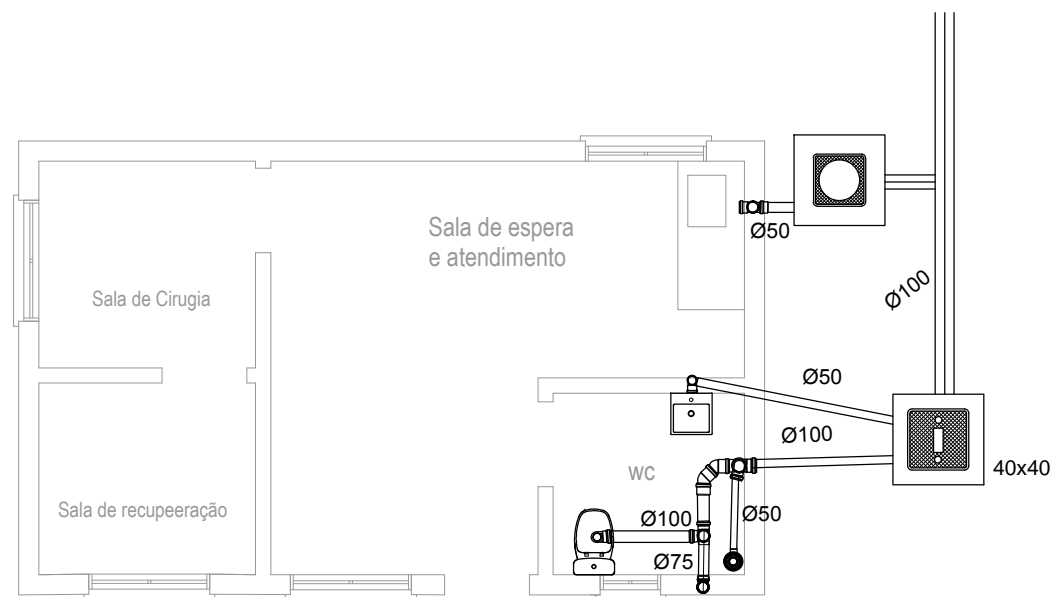 Sala de espera
e atendimento
Ø50
Sala de Cirugia
Ø100
Ø50
Ø100
40x40
WC
Sala de recupeeração
Ø100
Ø50
Ø75